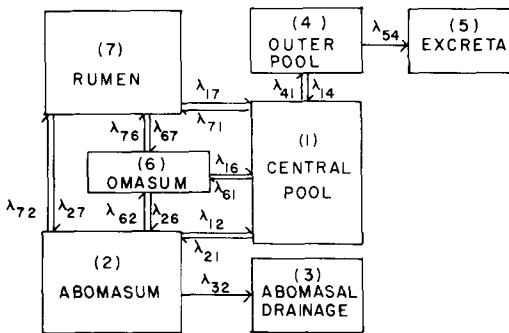 (7)
RUMEN
(4)
OUTER
POOL
λ54
(5)
EXCRETA
λ17
λ71
λ41
λ14
λ76
λ67
(6)
OMASUM
λ16
λ61
(1)
CENTRAL
POOL
λ72
λ27
λ62
λ26
λ12
λ21
(2)
ABOMASUM
λ32
(3)
ABOMASAL
DRAINAGE